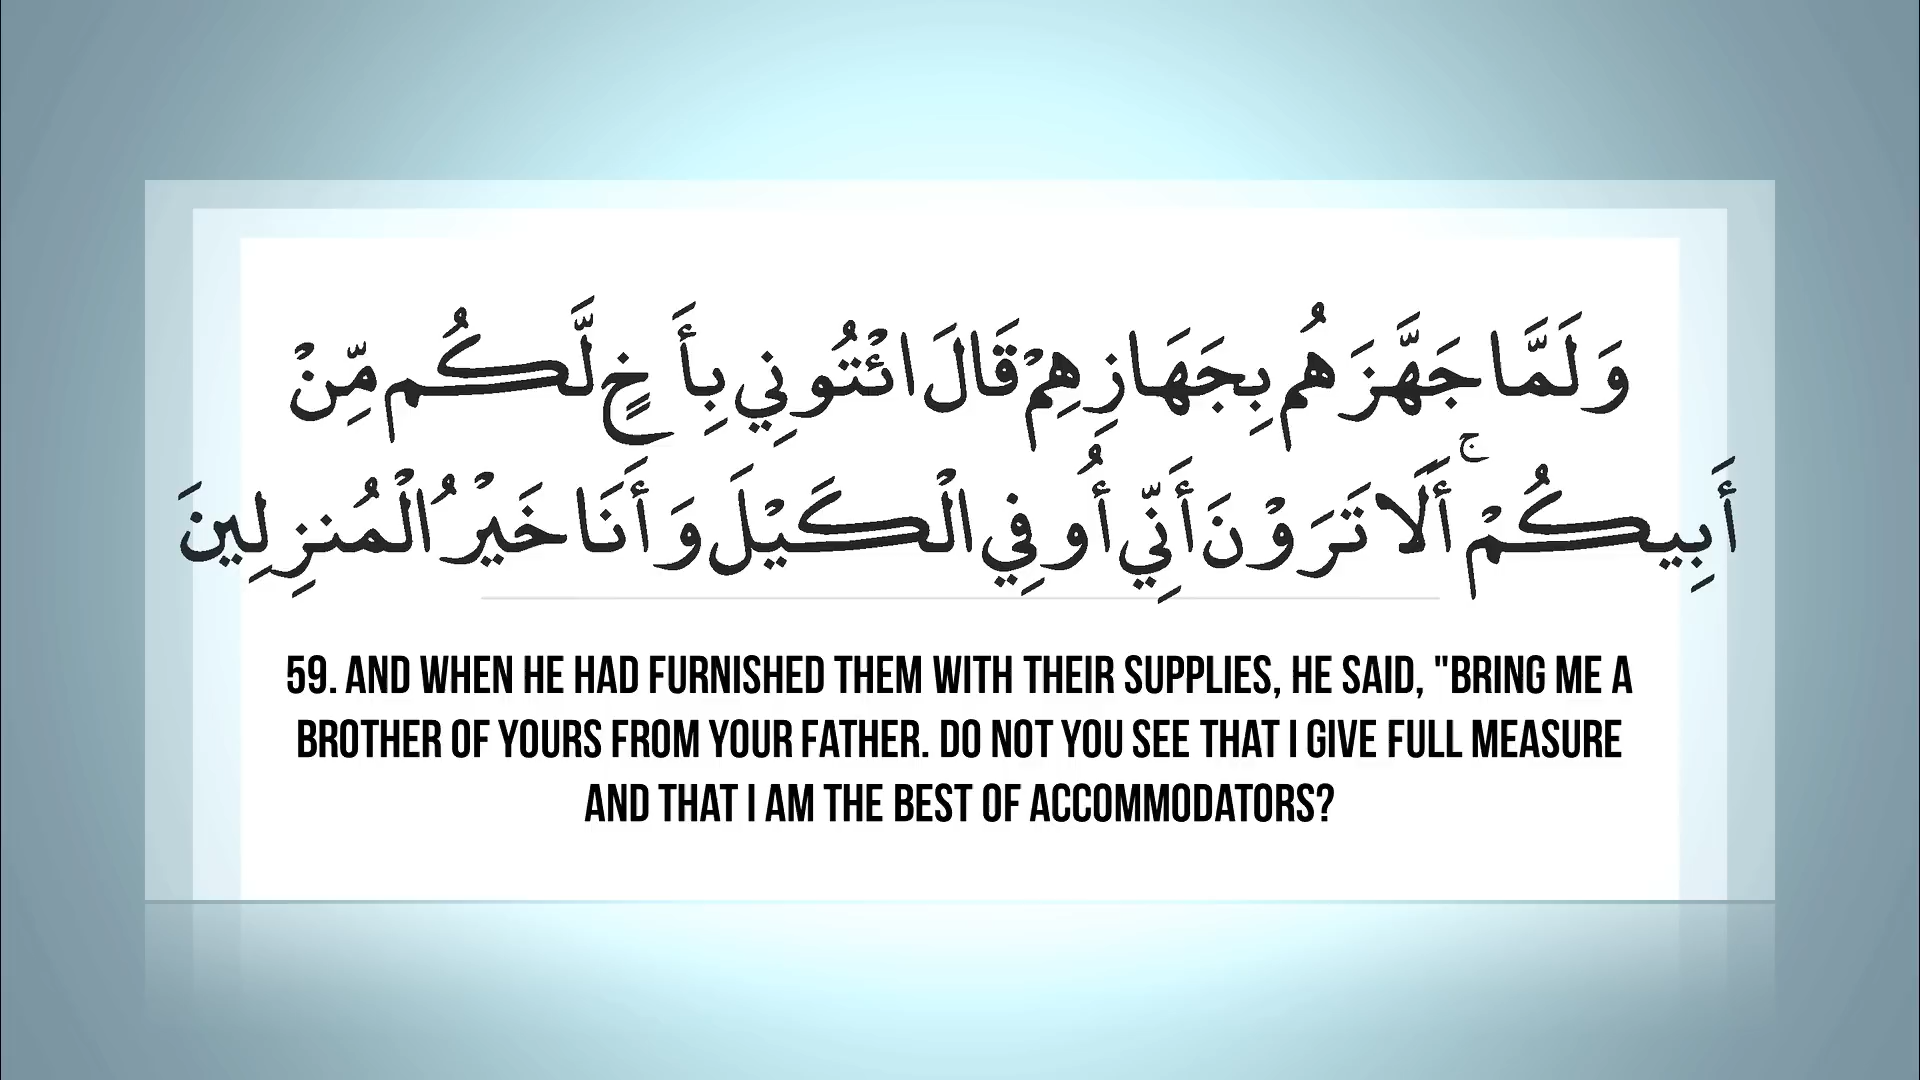 وَلَمَّا جَهَّزَهُم بِجَهَازِهِمْ قَالَ ائْتُونِي بِأَخٍ لَّكُم مِّنْ
أَبِيكُمْ ۚ أَلَا تَرَوْنَ أَنِّي أُوفِي الْكَيْلَ وَأَنَا خَيْرُ الْمُنزِلِينَ
59. AND WHEN HE HAD FURNISHED THEM WITH THEIR SUPPLIES, HE SAID, "BRING ME A
BROTHER OF YOURS FROM YOUR FATHER. DO NOT YOU SEE THAT I GIVE FULL MEASURE
AND THAT I AM THE BEST OF ACCOMMODATORS?